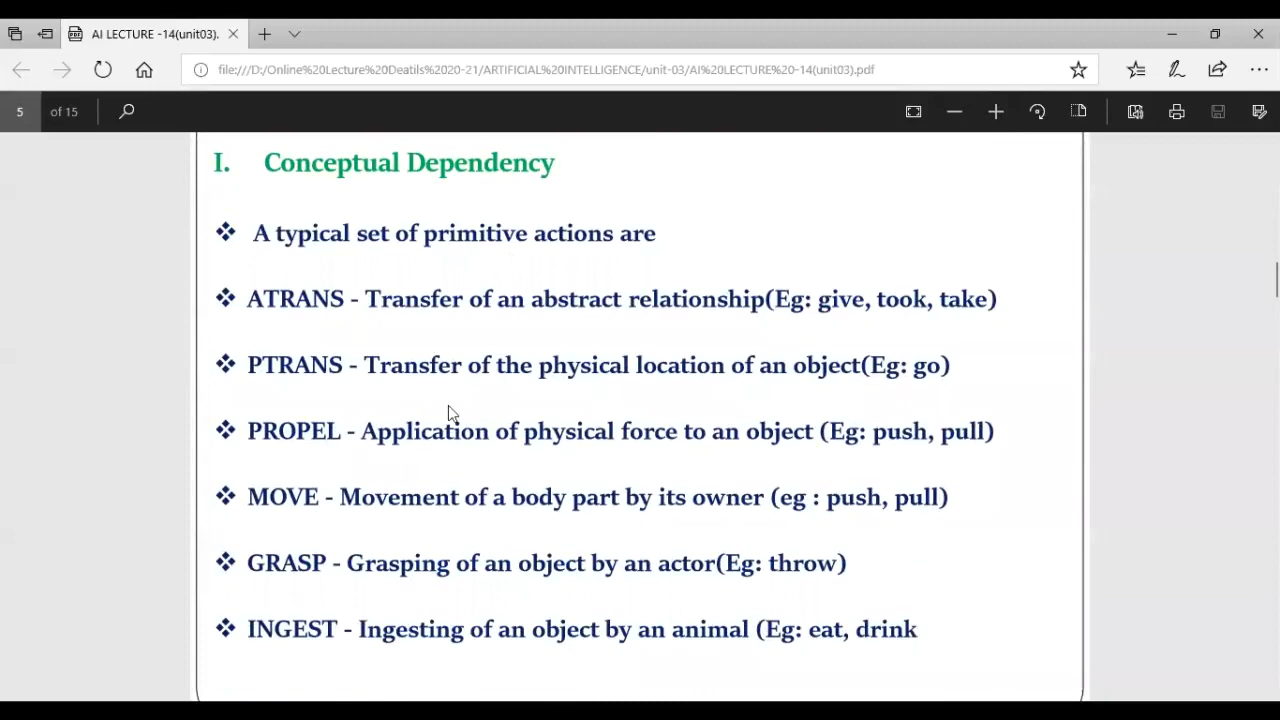 AI LECTURE -14(unit03).
file:///D:/Online%20Lecture%20Deatils%2020-21/ARTIFICIAL%20INTELLIGENCE/unit-03/AI%20LECTURE%20-14(unit03).pdf
5 of 15
I. Conceptual Dependency
❖ A typical set of primitive actions are
❖ ATRANS - Transfer of an abstract relationship(Eg: give, took, take)
❖ PTRANS - Transfer of the physical location of an object(Eg: go)
❖ PROPEL - Application of physical force to an object (Eg: push, pull)
❖ MOVE - Movement of a body part by its owner (eg : push, pull)
❖ GRASP - Grasping of an object by an actor(Eg: throw)
❖ INGEST - Ingesting of an object by an animal (Eg: eat, drink